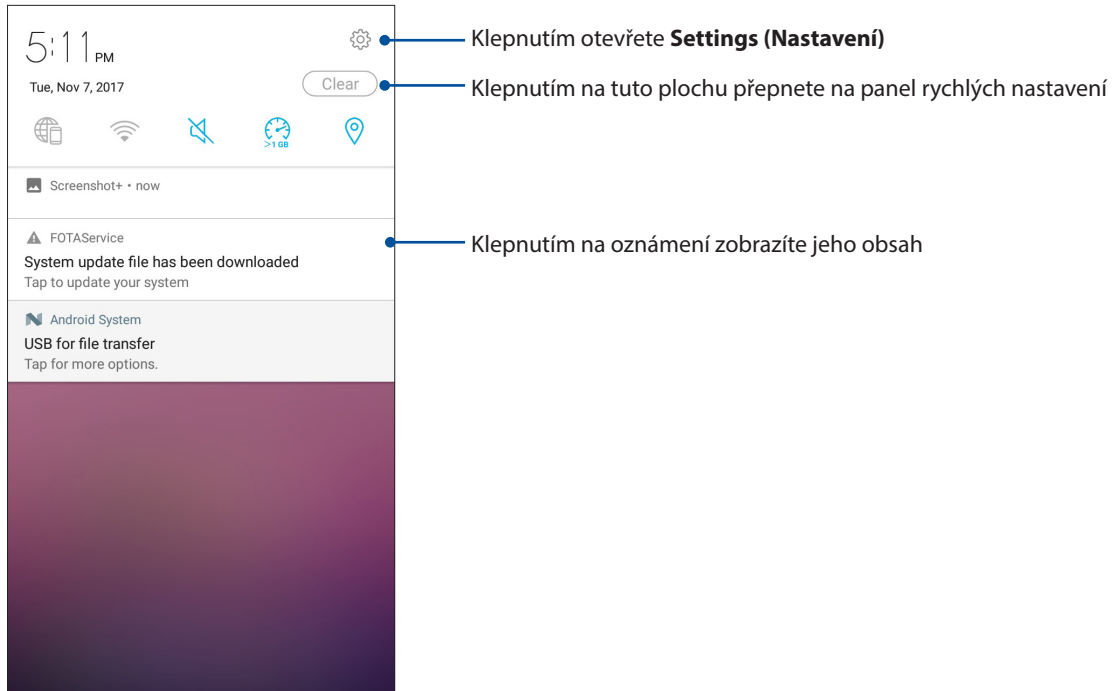 5:11 PM
Klepnutím otevřete Settings (Nastavení)
Tue, Nov 7, 2017
Clear
Klepnutím na tuto plochu přepnete na panel rychlých nastavení
>1 GB
Screenshot+ • now
FOTAService
Klepnutím na oznámení zobrazíte jeho obsah
System update file has been downloaded
Tap to update your system
Android System
USB for file transfer
Tap for more options.